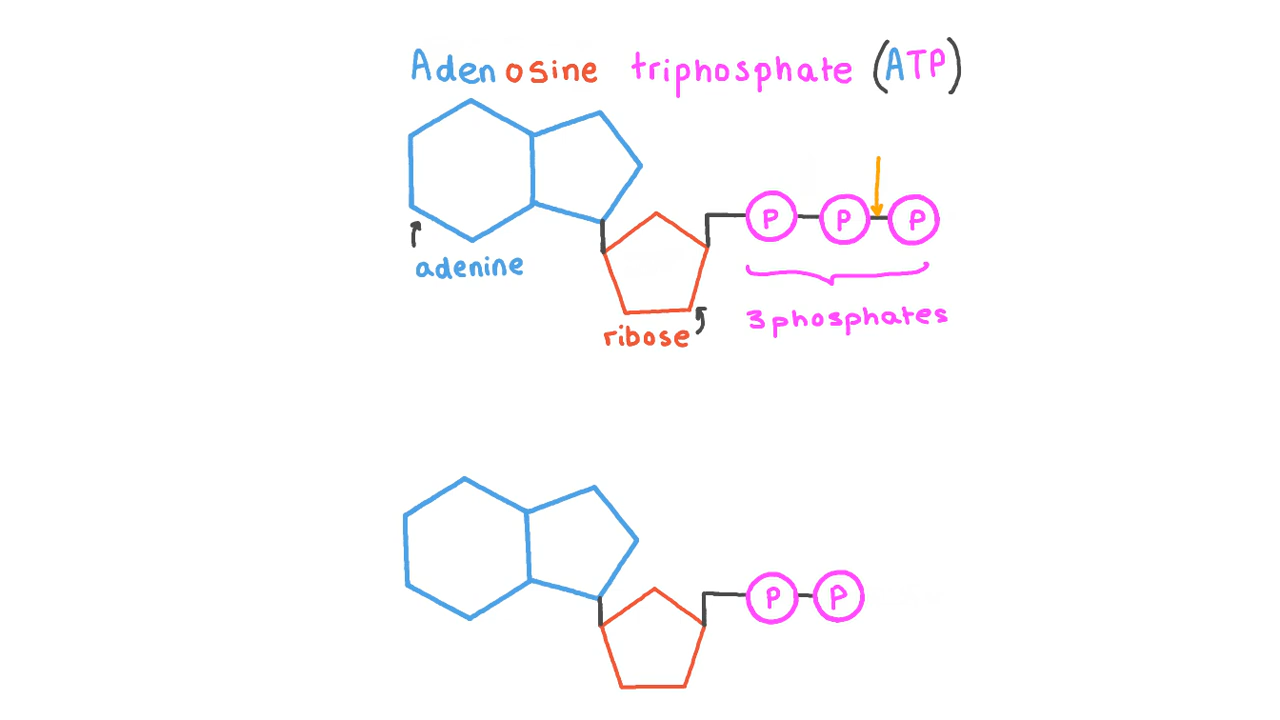 Adenosine triphosphate (ATP)
P P P
adenine
3 phosphates
ribose
P P